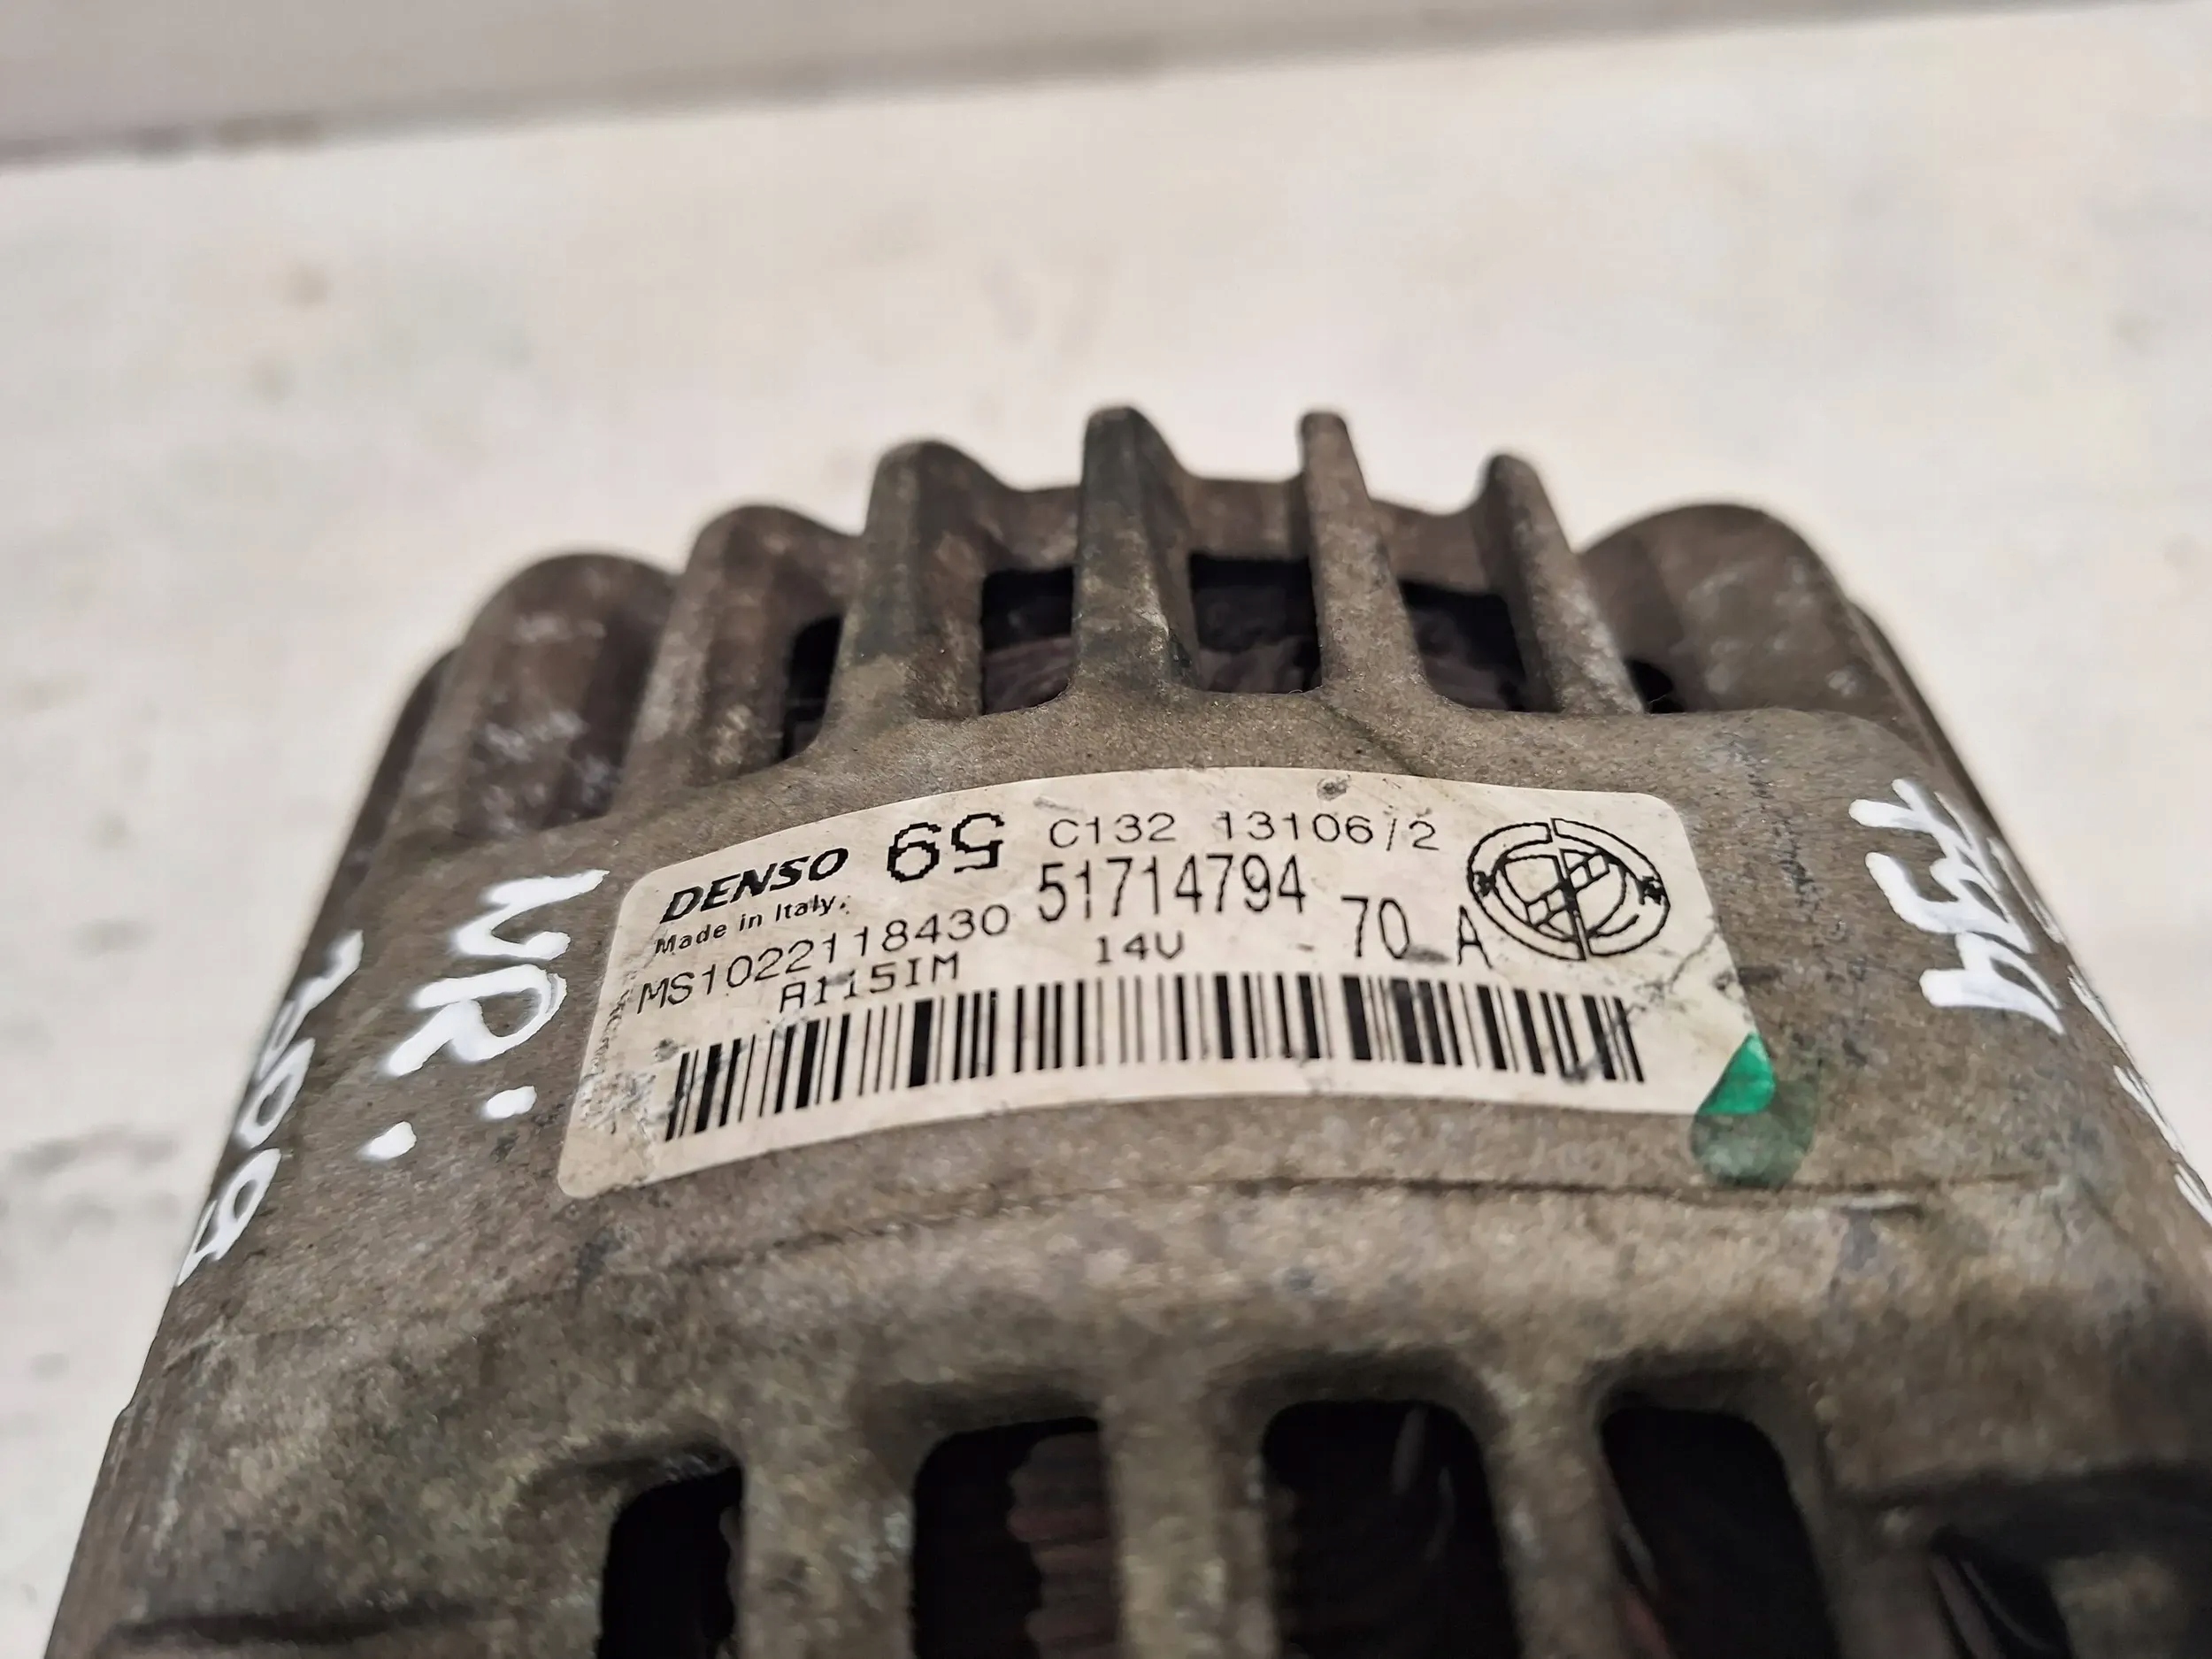 DENSO 59 C132 13106/2
Made in Italy. 51714794
MS1022118430 14V - 70 A
A115IM
NR: